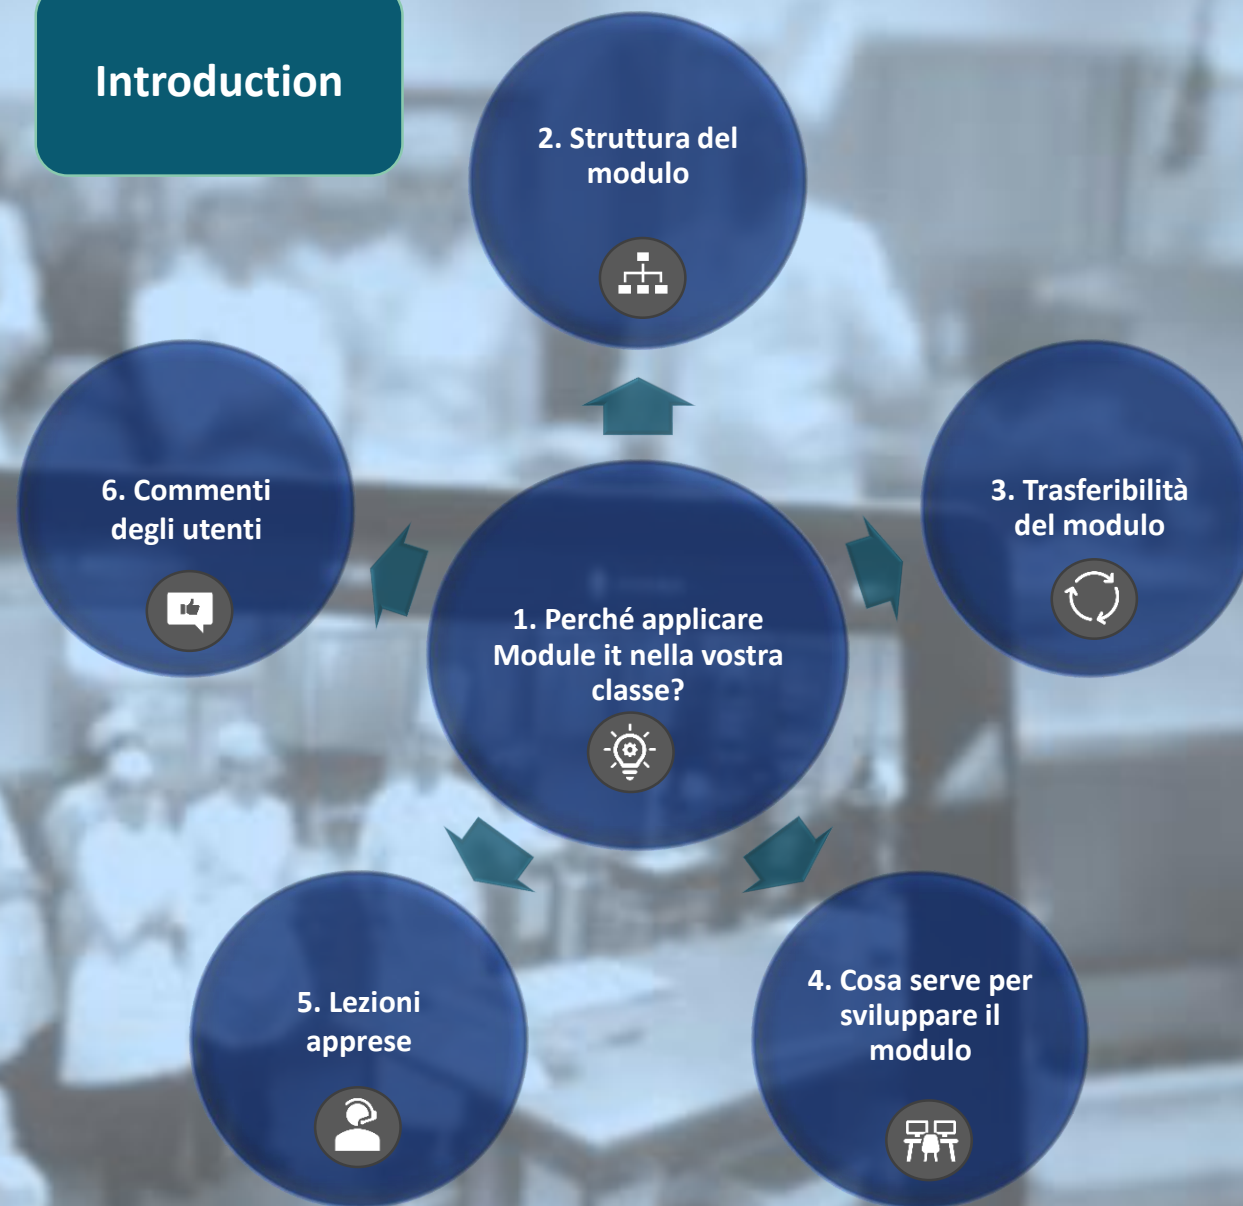 Introduction
1. Perché applicare
Module it nella vostra
classe?
2. Struttura del
modulo
3. Trasferibilità
del modulo
4. Cosa serve per
sviluppare il
modulo
5. Lezioni
apprese
6. Commenti
degli utenti